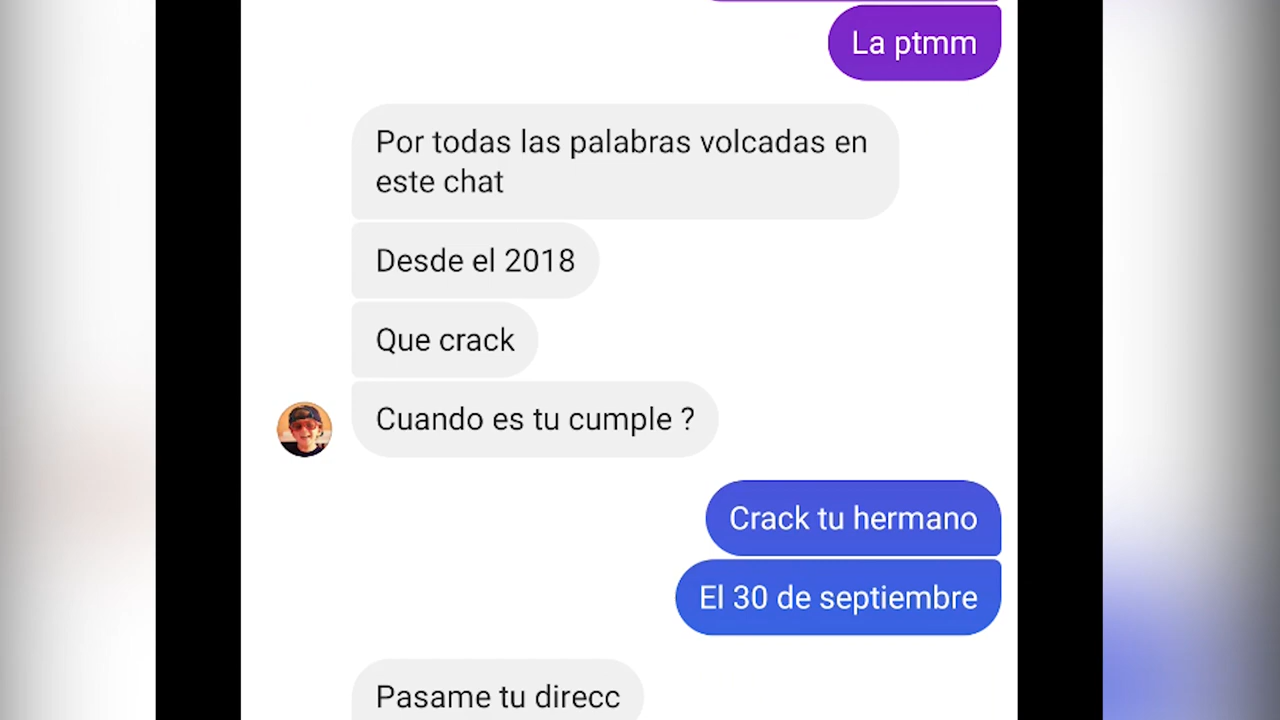 La ptmm
Por todas las palabras volcadas en
este chat
Desde el 2018
Que crack
Cuando es tu cumple ?
Crack tu hermano
El 30 de septiembre
Pasame tu direcc